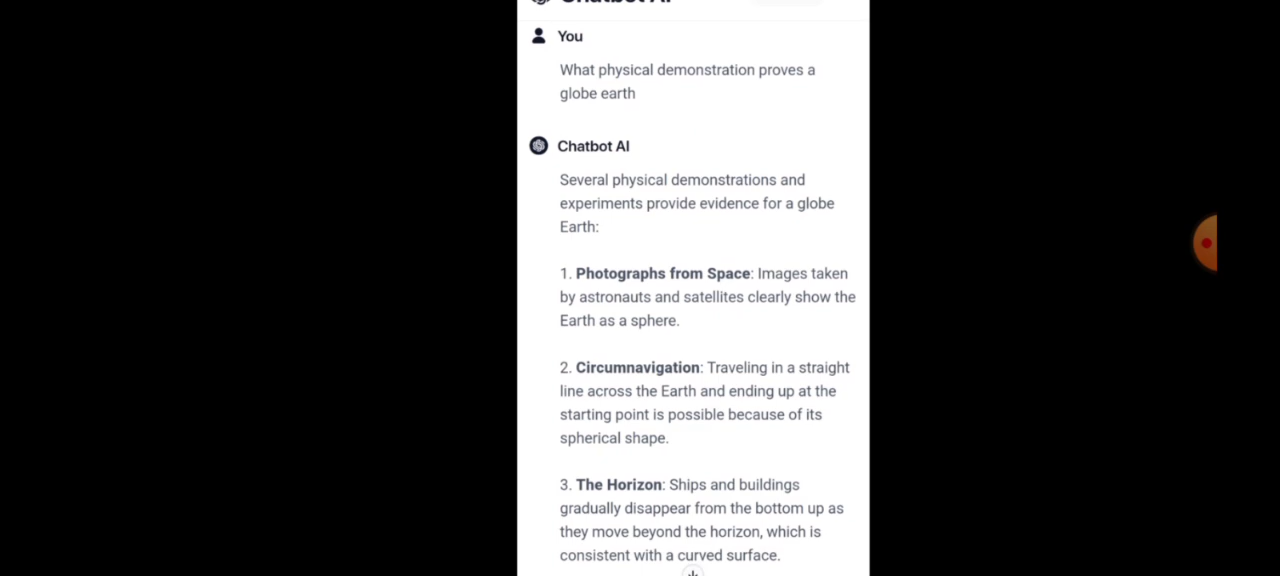 Chatbot AI
You
What physical demonstration proves a
globe earth
Chatbot AI
Several physical demonstrations and
experiments provide evidence for a globe
Earth:
1. Photographs from Space: Images taken
by astronauts and satellites clearly show the
Earth as a sphere.
2. Circumnavigation: Traveling in a straight
line across the Earth and ending up at the
starting point is possible because of its
spherical shape.
3. The Horizon: Ships and buildings
gradually disappear from the bottom up as
they move beyond the horizon, which is
consistent with a curved surface.